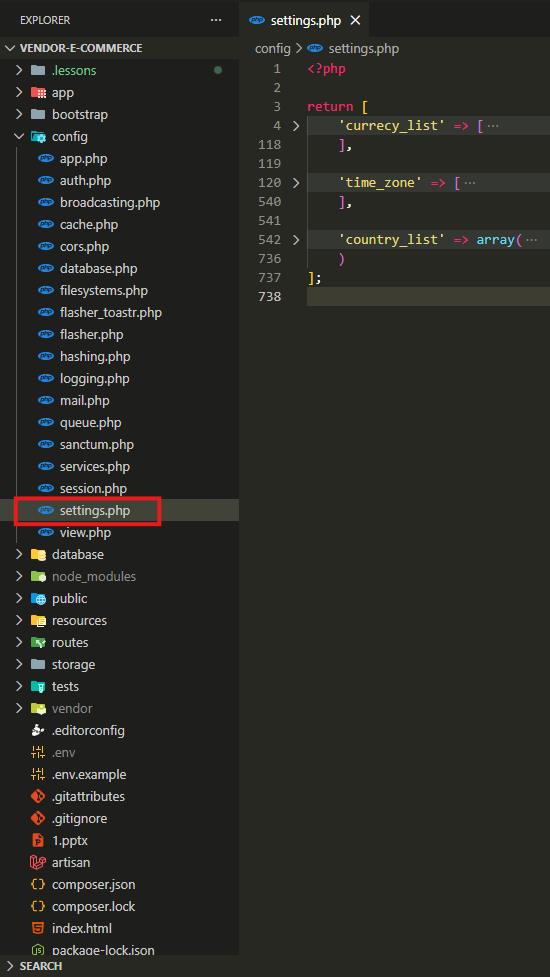 EXPLORER
VENDOR-E-COMMERCE
.lessons
app
bootstrap
config
app.php
auth.php
broadcasting.php
cache.php
cors.php
database.php
filesystems.php
flasher_toastr.php
flasher.php
hashing.php
logging.php
mail.php
queue.php
sanctum.php
services.php
session.php
settings.php
view.php
database
node_modules
public
resources
routes
storage
tests
vendor
.editorconfig
.env
.env.example
.gitattributes
.gitignore
1.pptx
artisan
composer.json
composer.lock
index.html
package-lock.json
SEARCH
settings.php
config > settings.php
1 <?php
2
3 return [
4 'currecy_list' => [ ···
118 ],
119
120 'time_zone' => [ ···
540 ],
541
542 'country_list' => array( ···
736 )
737 ];
738